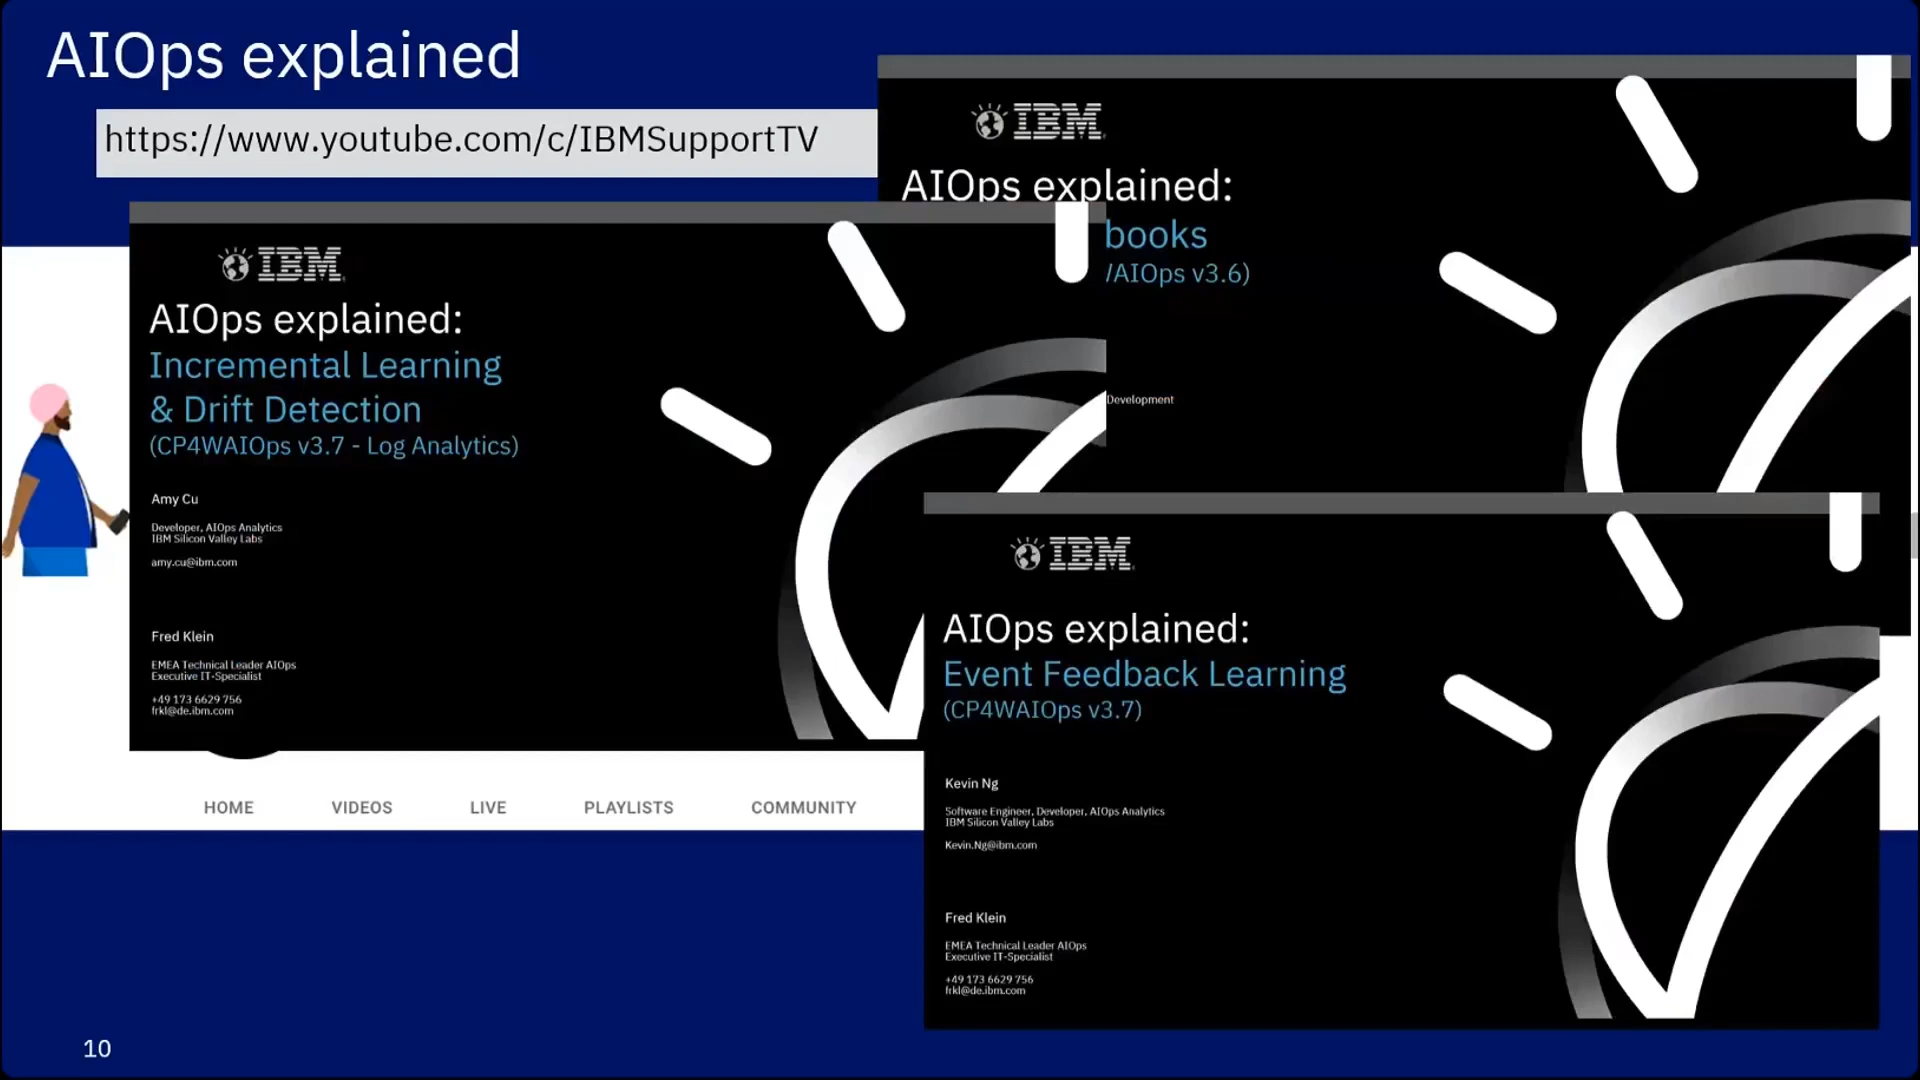 AIOps explained
https://www.youtube.com/c/IBMSupportTV
IBM
AIOps explained:
books
/AIOps v3.6)
Development
IBM
AIOps explained:
Incremental Learning
& Drift Detection
(CP4WAIOps v3.7 - Log Analytics)
Amy Cu
Developer, AIOps Analytics
IBM Silicon Valley Labs
amy.cu@ibm.com
Fred Klein
EMEA Technical Leader AIOps
Executive IT-Specialist
+49 173 6629 756
frkl@de.ibm.com
IBM
AIOps explained:
Event Feedback Learning
(CP4WAIOps v3.7)
Kevin Ng
Software Engineer, Developer, AIOps Analytics
IBM Silicon Valley Labs
Kevin.Ng@ibm.com
Fred Klein
EMEA Technical Leader AIOps
Executive IT-Specialist
+49 173 6629 756
frkl@de.ibm.com
HOME VIDEOS LIVE PLAYLISTS COMMUNITY
10